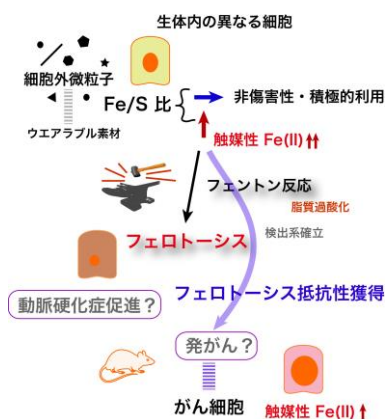 生体内の異なる細胞
細胞外微粒子
Fe/S 比
非傷害性・積極的利用
ウエアラブル素材
触媒性 Fe(II)
フェントン反応
脂質過酸化
検出系確立
フェロトーシス
フェロトーシス抵抗性獲得
動脈硬化症促進？
発がん？
がん細胞
触媒性 Fe(II)